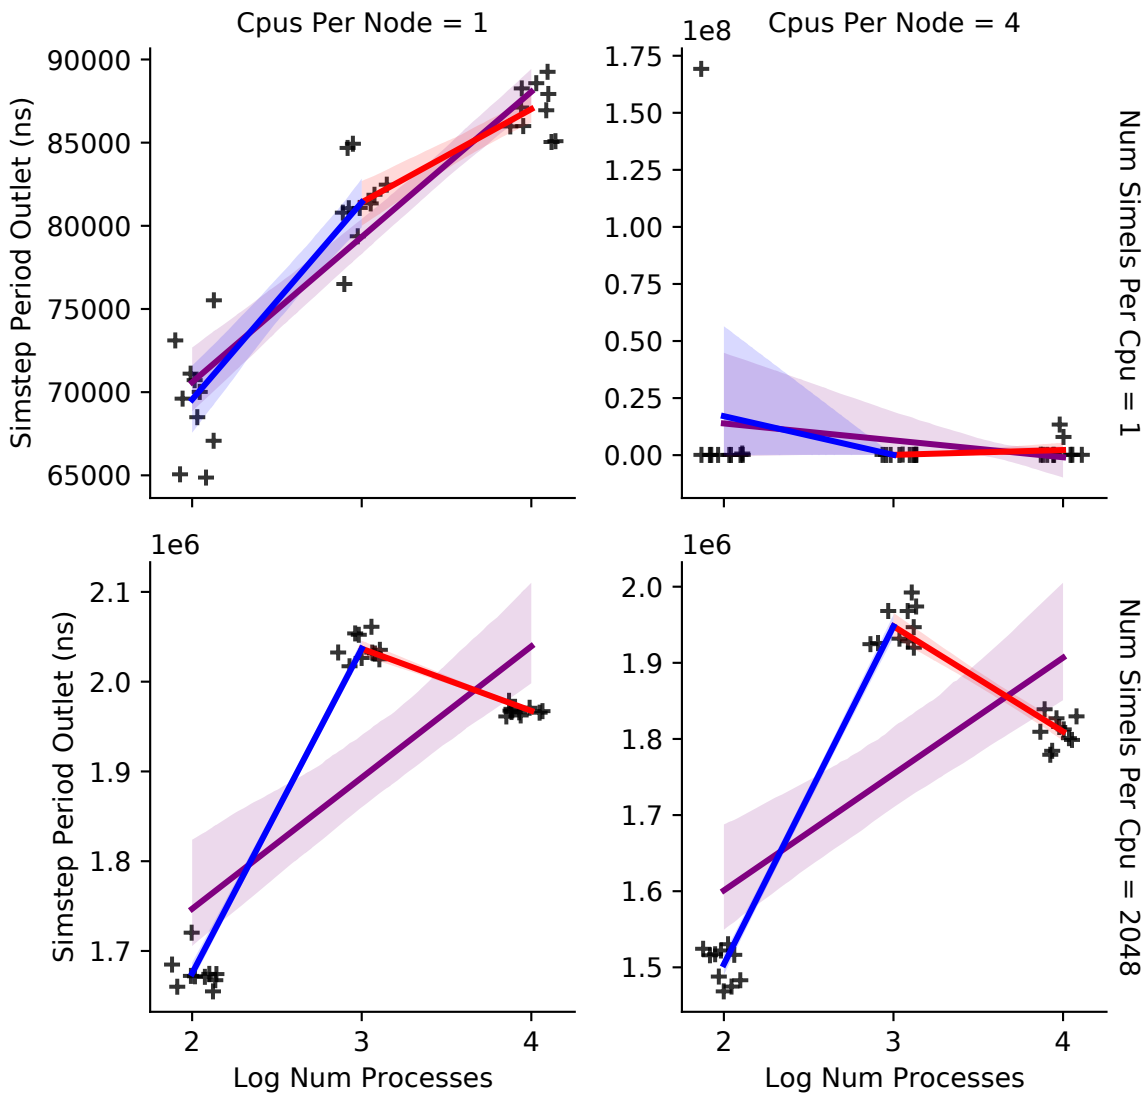 Cpus Per Node = 1
Cpus Per Node = 4
1e8
90000
85000
80000
75000
70000
65000
Simstep Period Outlet (ns)
1.75
1.50
1.25
1.00
0.75
0.50
0.25
0.00
Num Simels Per Cpu = 1
1e6
2.1
2.0
1.9
1.8
1.7
Simstep Period Outlet (ns)
2
3
4
Log Num Processes
1e6
2.0
1.9
1.8
1.7
1.6
1.5
2
3
4
Log Num Processes
Num Simels Per Cpu = 2048